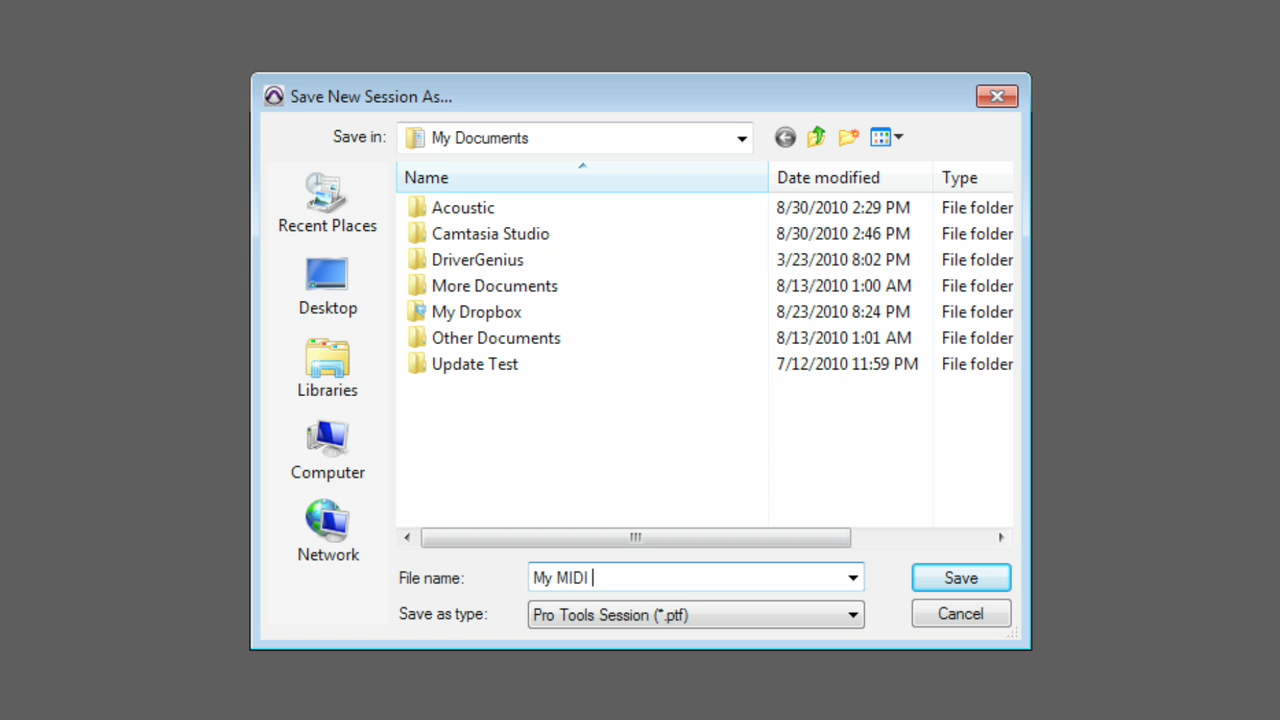 Save New Session As...
Save in: My Documents
Name Date modified Type
Recent Places
Desktop
Libraries
Computer
Network
Acoustic 8/30/2010 2:29 PM File folder
Camtasia Studio 8/30/2010 2:46 PM File folder
DriverGenius 3/23/2010 8:02 PM File folder
More Documents 8/13/2010 1:00 AM File folder
My Dropbox 8/23/2010 8:24 PM File folder
Other Documents 8/13/2010 1:01 AM File folder
Update Test 7/12/2010 11:59 PM File folder
File name: My MIDI Save
Save as type: Pro Tools Session (*.ptf) Cancel